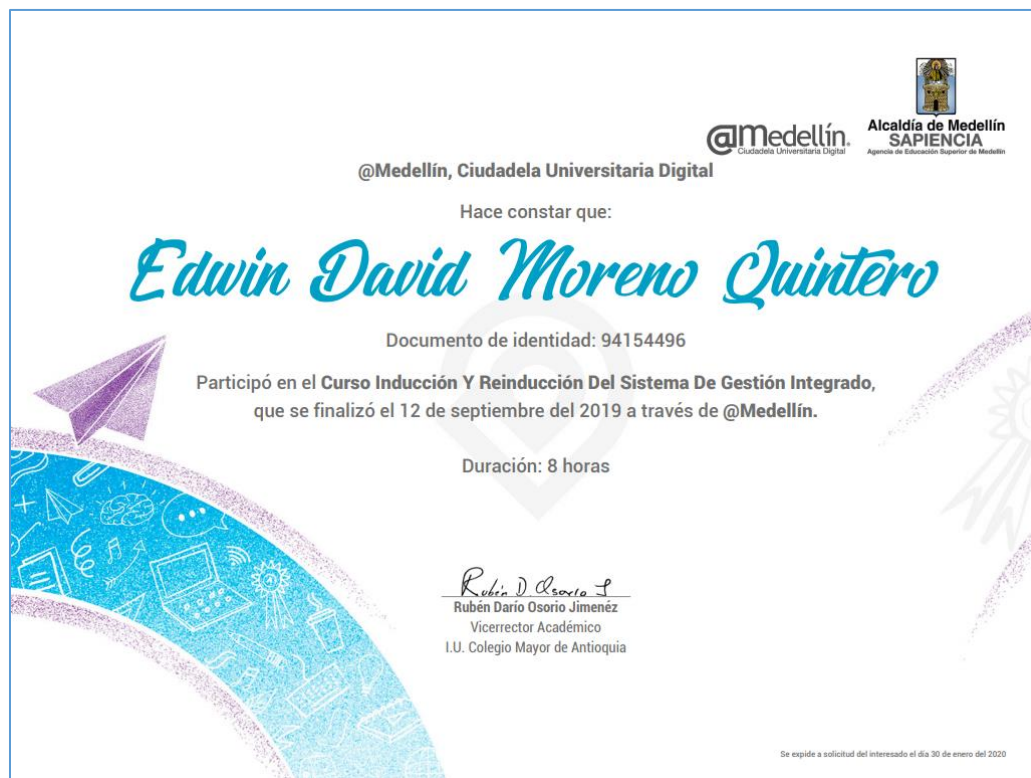 @Medellín.
Ciudadela Universitaria Digital
Alcaldía de Medellín
SAPIENCIA
Agencia de Educación Superior de Medellín
@Medellín, Ciudadela Universitaria Digital
Hace constar que:
Edwin David Moreno Quintero
Documento de identidad: 94154496
Participó en el Curso Inducción Y Reinducción Del Sistema De Gestión Integrado,
que se finalizó el 12 de septiembre del 2019 a través de @Medellín.
Duración: 8 horas
Rubén D. Osorio J
Rubén Darío Osorio Jimenéz
Vicerrector Académico
I.U. Colegio Mayor de Antioquia
Se expide a solicitud del interesado el día 30 de enero del 2020